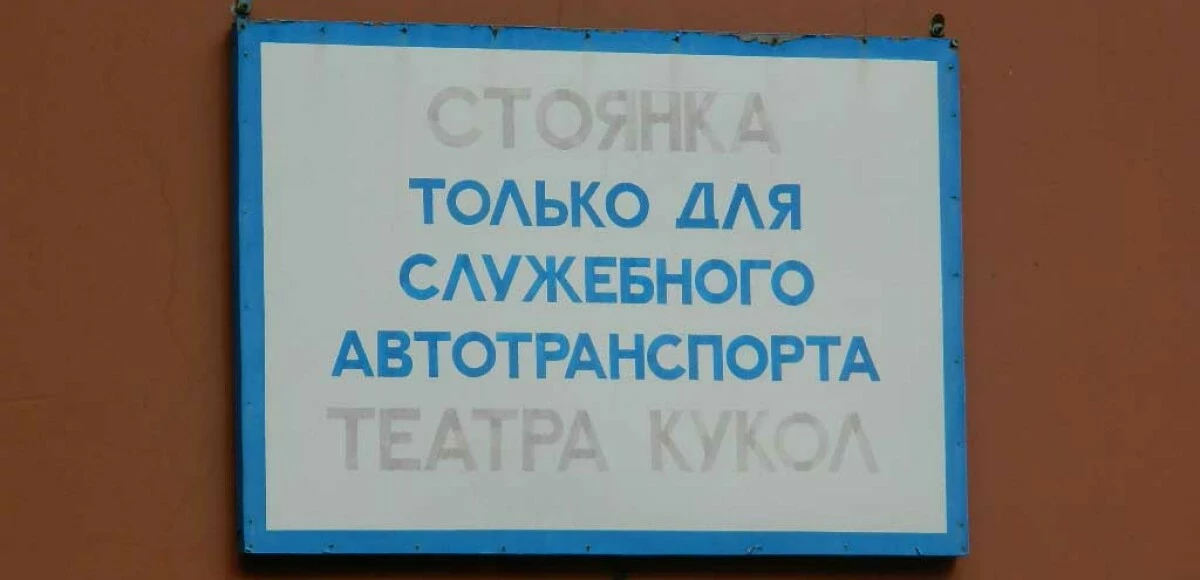 СТОЯНКА
ТОЛЬКО ДЛЯ
СЛУЖЕБНОГО
АВТОТРАНСПОРТА
ТЕАТРА КУКОЛ